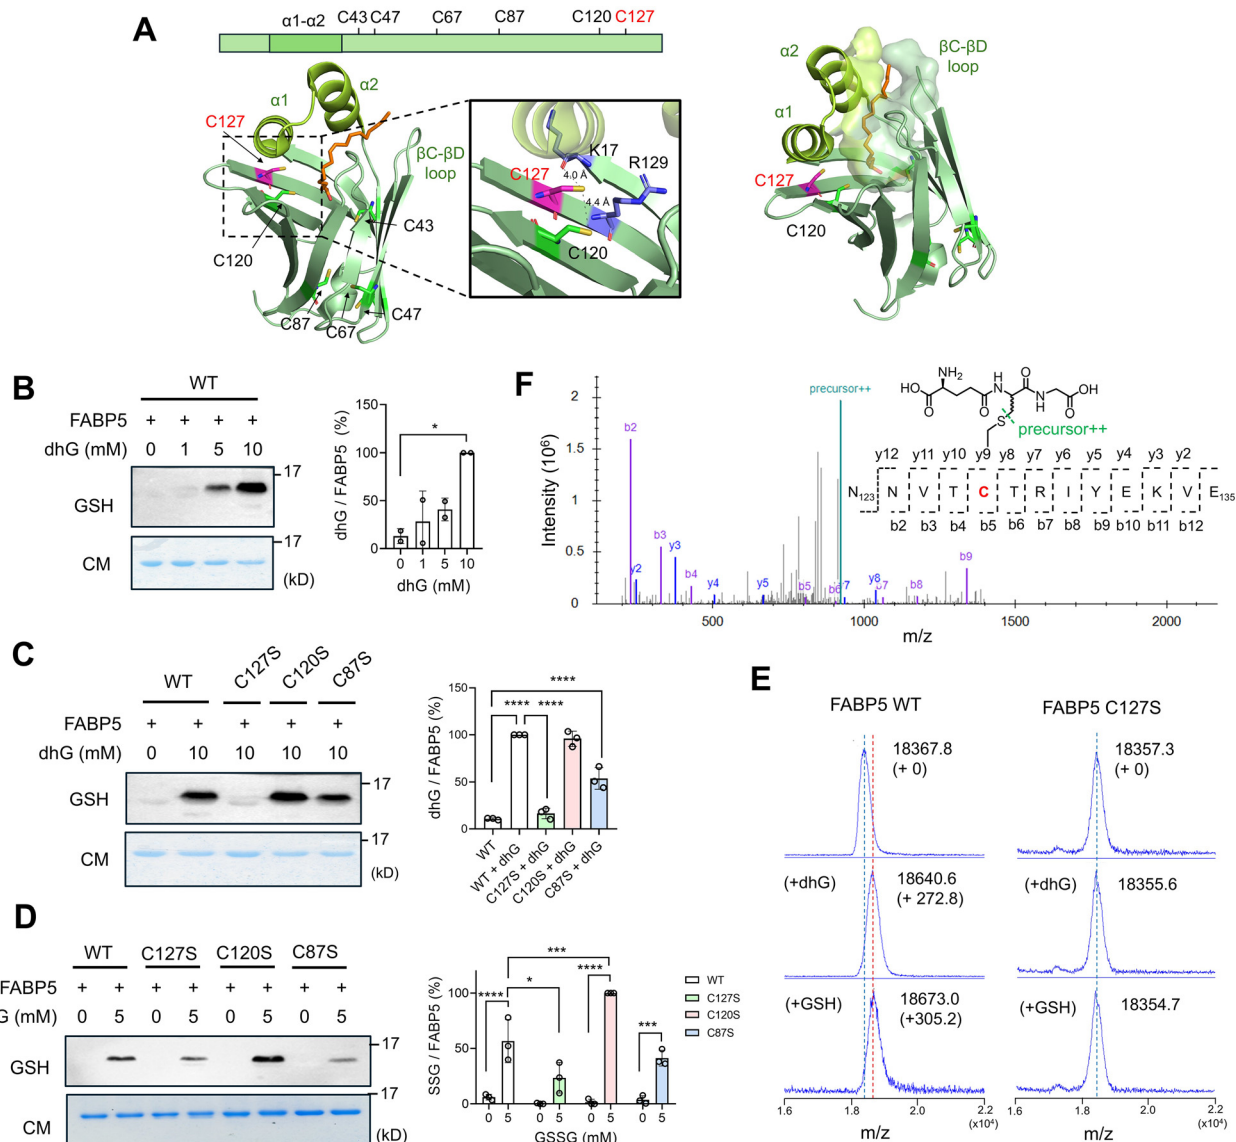 A
α1-α2 C43 C47 C67 C87 C120 C127
α2
α1
C127
βC-βD
loop
C43
C120
C87 C67 C47
K17
R129
C127
4.0 Å
4.4 Å
C120
α2
βC-βD
loop
α1
C127
C120
B
WT
FABP5 + + + +
dhG (mM) 0 1 5 10
17
GSH
17
CM
(kD)
dhG / FABP5 (%)
150
100
50
0
*
0 1 5 10
dhG (mM)
F
Intensity (10⁶)
2
1.5
1
0.5
0
b2
y2
b3
y3
b4
y4
y5
b5
b6
precursor++
y7
y8
b7
b8
b9
500 1000 1500 2000
m/z
NH₂
HO
O
O
H
N
O
N
H
OH
O
S
precursor++
y12 y11 y10 y9 y8 y7 y6 y5 y4 y3 y2
N₁₂₃ N V T C T R I Y E K V E₁₃₅
b2 b3 b4 b5 b6 b7 b8 b9 b10 b11 b12
C
WT C127S C120S C87S
FABP5 + + + + +
dhG (mM) 0 10 10 10 10
17
GSH
17
CM
(kD)
dhG / FABP5 (%)
150
100
50
0
****
**** ****
WT
WT + dhG
C127S + dhG
C120S + dhG
C87S + dhG
D
WT C127S C120S C87S
FABP5 + + + + + + + +
G (mM) 0 5 0 5 0 5 0 5
17
GSH
17
CM
(kD)
SSG / FABP5 (%)
100
50
0
***
**** * **** ***
WT
C127S
C120S
C87S
0 5 0 5 0 5 0 5
GSSG (mM)
E
FABP5 WT
FABP5 C127S
18367.8
(+ 0)
18357.3
(+ 0)
(+dhG)
18640.6
(+ 272.8)
(+dhG) 18355.6
(+GSH)
18673.0
(+305.2)
(+GSH) 18354.7
1.6 1.8 2.0 2.2
(x10⁴)
m/z
1.6 1.8 2.0 2.2
(x10⁴)
m/z